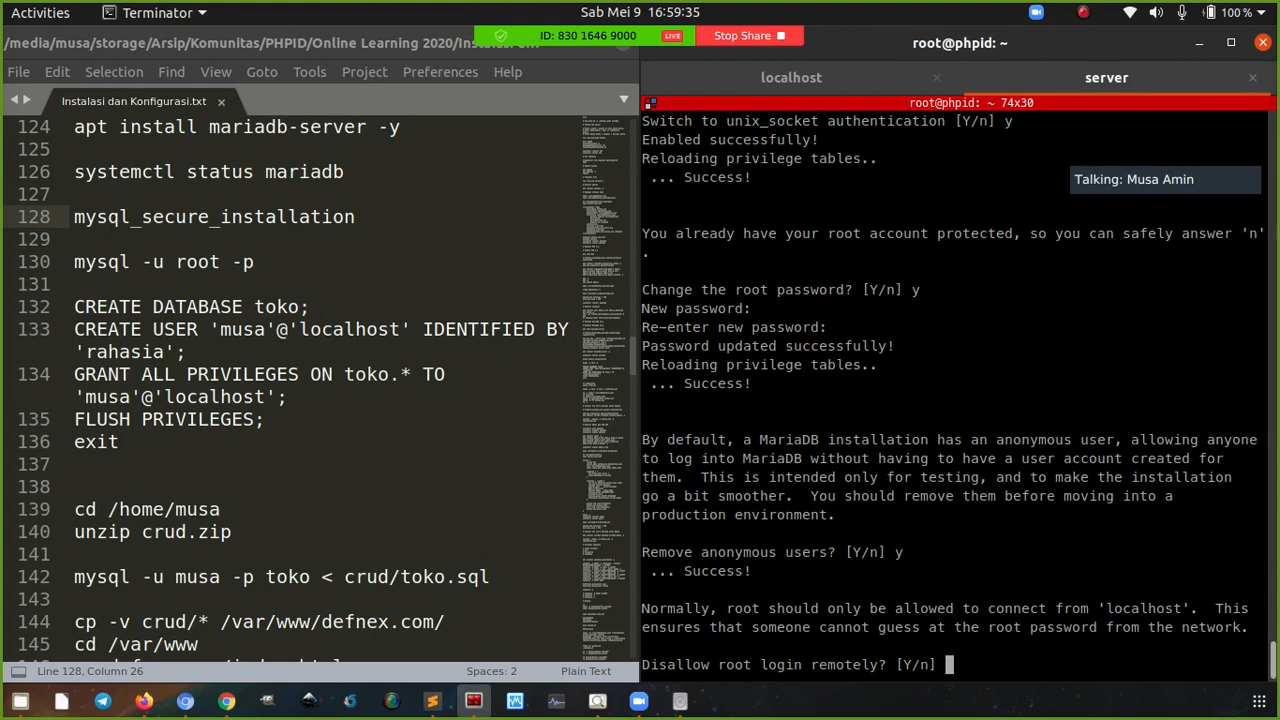 Activities
Terminator
Sab Mei 9 16:59:35
100 %
/media/musa/storage/Arsip/Komunitas/PHPID/Online Learning 2020/
ID: 830 1646 9000
LIVE
Stop Share
root@phpid: ~
File Edit Selection Find View Goto Tools Project Preferences Help
Instalasi dan Konfigurasi.txt
124 apt install mariadb-server -y
125
126 systemctl status mariadb
127
128 mysql_secure_installation
129
130 mysql -u root -p
131
132 CREATE DATABASE toko;
133 CREATE USER 'musa'@'localhost' IDENTIFIED BY
'rahasia';
134 GRANT ALL PRIVILEGES ON toko.* TO
'musa'@'localhost';
135 FLUSH PRIVILEGES;
136 exit
137
138
139 cd /home/musa
140 unzip crud.zip
141
142 mysql -u musa -p toko < crud/toko.sql
143
144 cp -v crud/* /var/www/defnex.com/
145 cd /var/www
Line 128, Column 26
Spaces: 2
Plain Text
localhost
server
root@phpid: ~ 74x30
Switch to unix_socket authentication [Y/n] y
Enabled successfully!
Reloading privilege tables..
... Success!
Talking: Musa Amin
You already have your root account protected, so you can safely answer 'n'
.
Change the root password? [Y/n] y
New password:
Re-enter new password:
Password updated successfully!
Reloading privilege tables..
... Success!
By default, a MariaDB installation has an anonymous user, allowing anyone
to log into MariaDB without having to have a user account created for
them.  This is intended only for testing, and to make the installation
go a bit smoother.  You should remove them before moving into a
production environment.
Remove anonymous users? [Y/n] y
... Success!
Normally, root should only be allowed to connect from 'localhost'.  This
ensures that someone cannot guess at the root password from the network.
Disallow root login remotely? [Y/n]